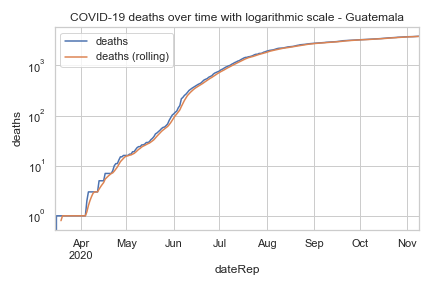 COVID-19 deaths over time with logarithmic scale - Guatemala
deaths
deaths (rolling)
10³
10²
10¹
10⁰
deaths
Apr
2020
May
Jun
Jul
Aug
Sep
Oct
Nov
dateRep